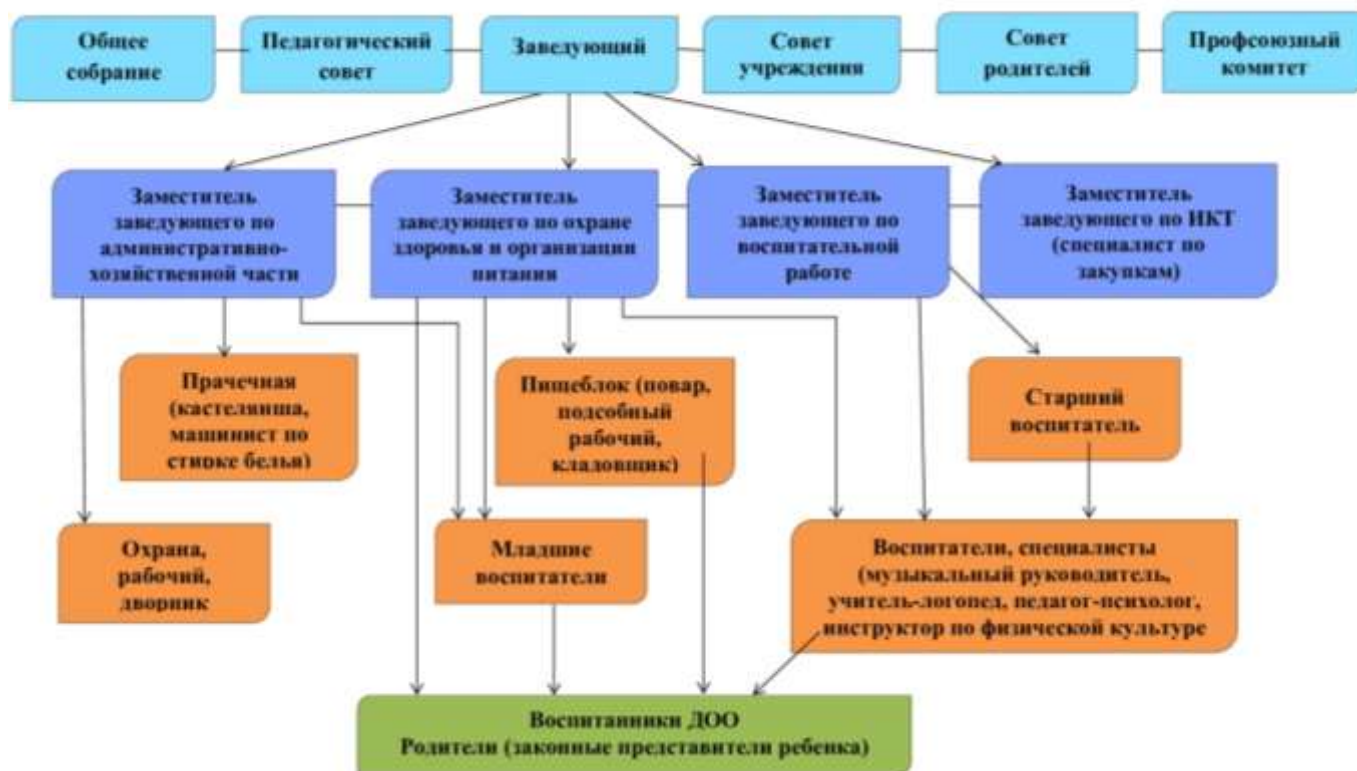 Общее
собрание
Педагогический
совет
Заведующий
Совет
учреждения
Совет
родителей
Профсоюзный
комитет
Заместитель
заведующего по
административно-
хозяйственной части
Заместитель
заведующего по охране
здоровья и организации
питания
Заместитель
заведующего по
воспитательной
работе
Заместитель
заведующего по ИКТ
(специалист по
закупкам)
Прачечная
(кастелянша,
машинист по
стирке белья)
Пищеблок (повар,
подсобный
рабочий,
кладовщик)
Старший
воспитатель
Охрана,
рабочий,
дворник
Младшие
воспитатели
Воспитатели, специалисты
(музыкальный руководитель,
учитель-логопед, педагог-психолог,
инструктор по физической культуре
Воспитанники ДОО
Родители (законные представители ребенка)